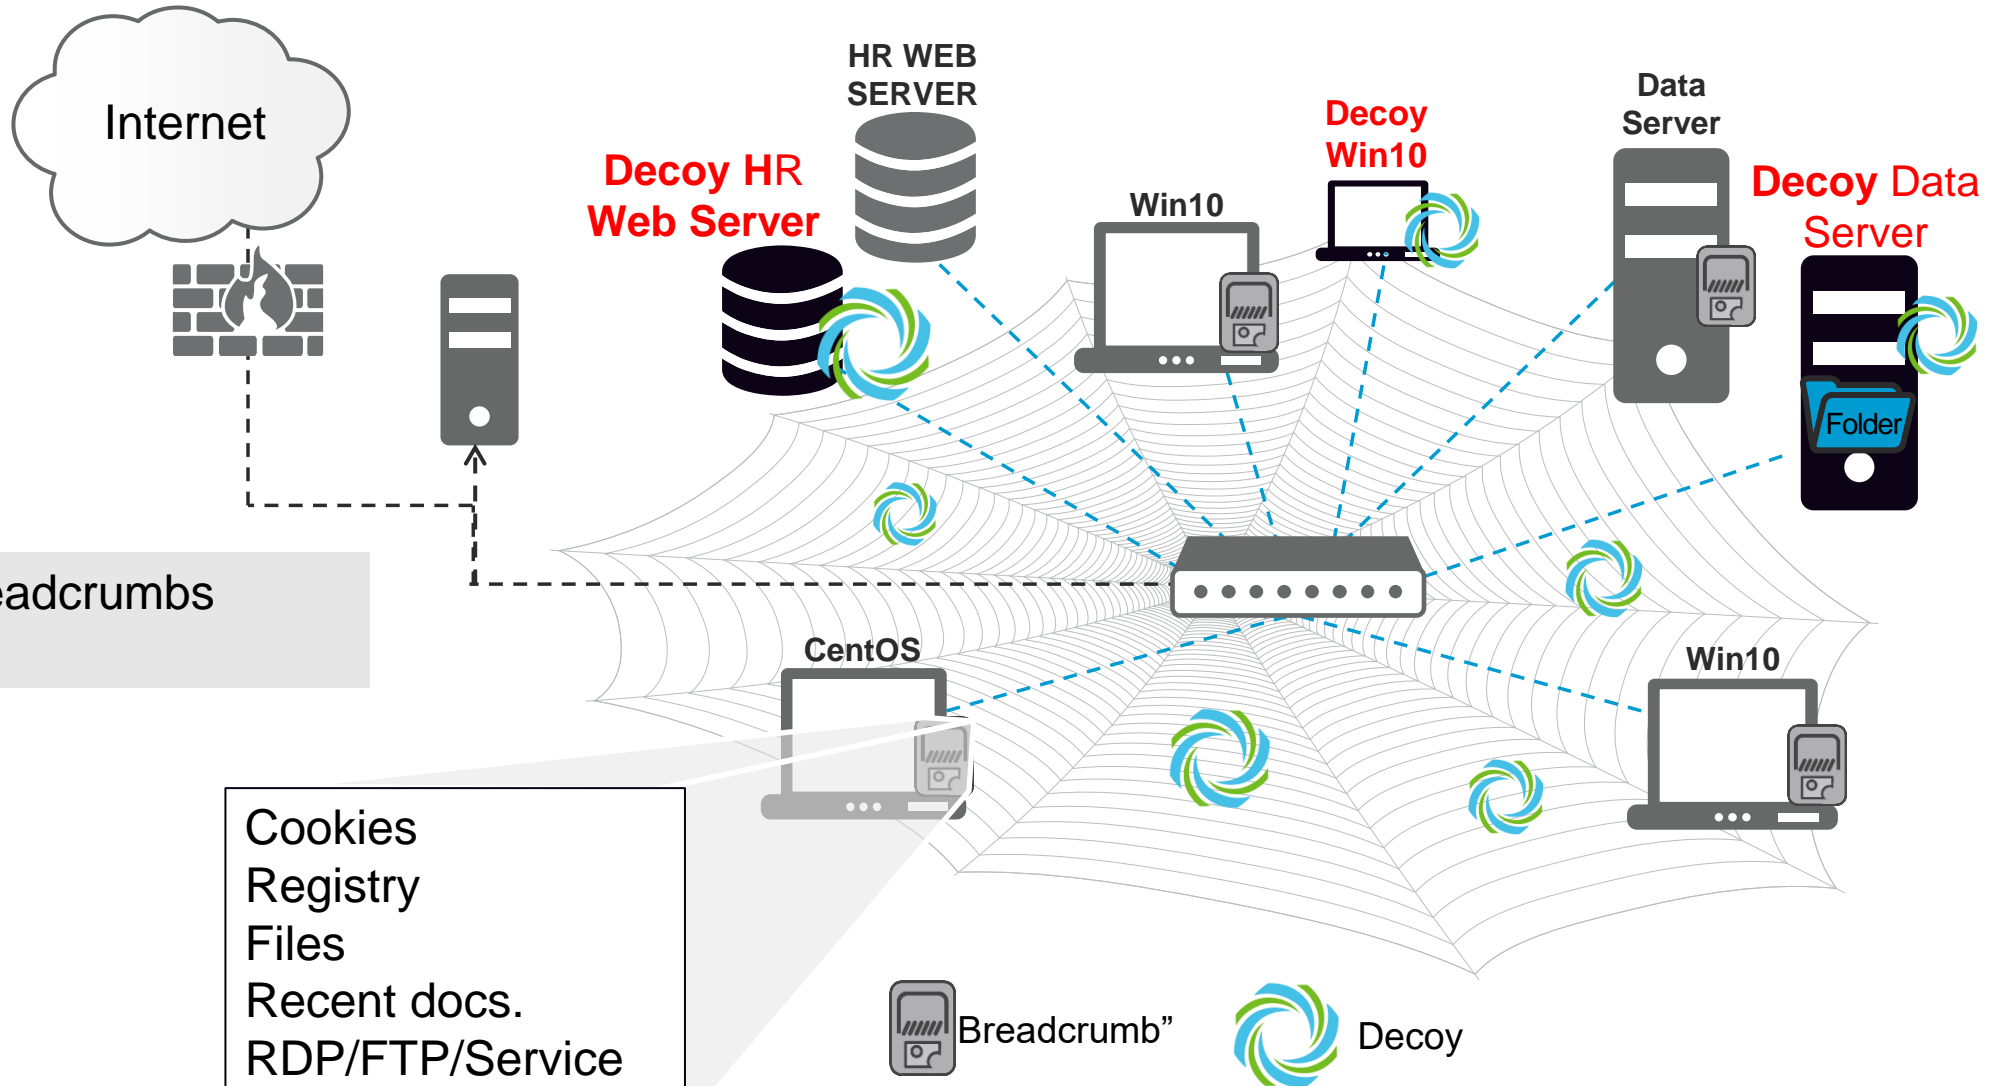 Internet
HR WEB
SERVER
Decoy HR
Web Server
Win10
Decoy
Win10
Data
Server
Decoy Data
Server
Folder
eadcrumbs
CentOS
Win10
Cookies
Registry
Files
Recent docs.
RDP/FTP/Service
Breadcrumb”
Decoy